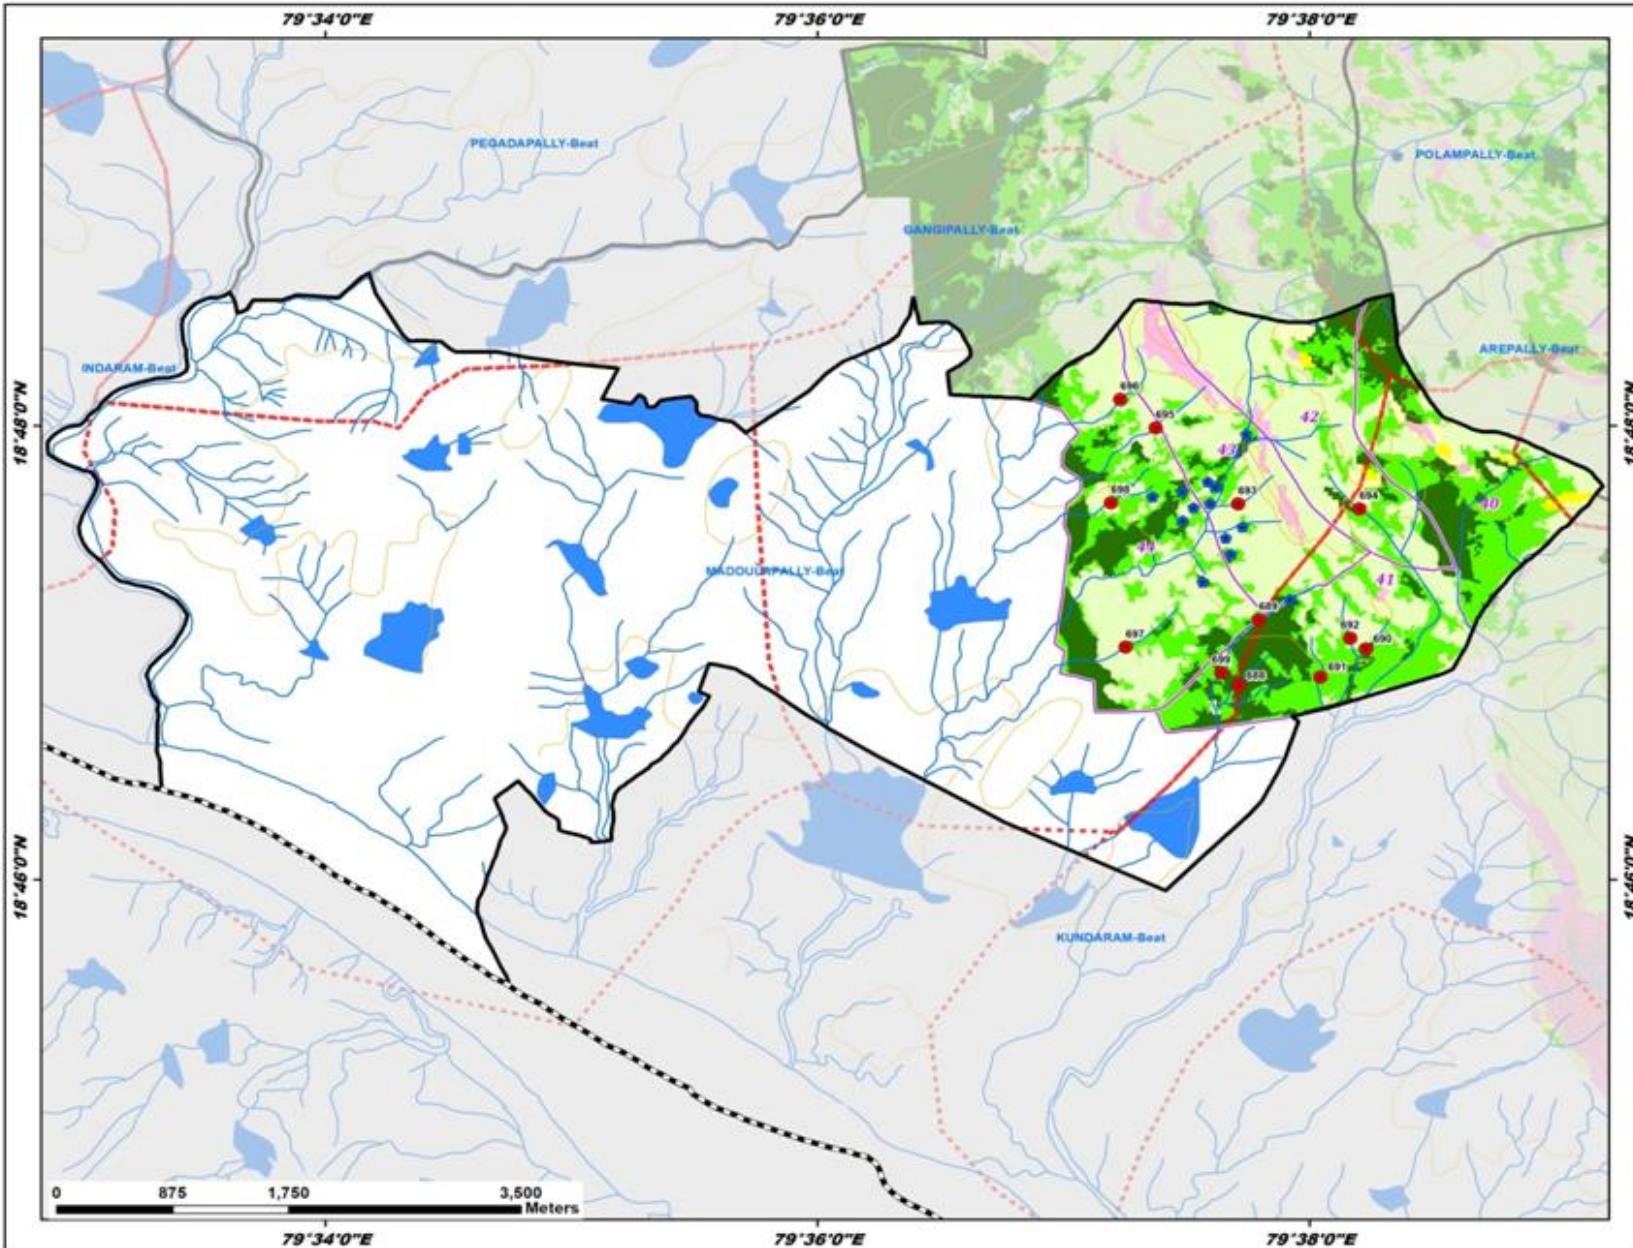 79°34'0"E
79°36'0"E
79°38'0"E
PEGADAPALLY-Beat
POLAMPALLY-Beat
GANGIPALLY-Beat
AREPALLY-Beat
INDARAM-Beat
18°48'0"N
18°48'0"N
696
695
42
43
698
693
694
40
44
MADDULAPALLY-Beat
41
689
692
697
690
699
691
688
18°46'0"N
18°46'0"N
KUNDARAM-Beat
0
875
1,750
3,500
Meters
79°34'0"E
79°36'0"E
79°38'0"E